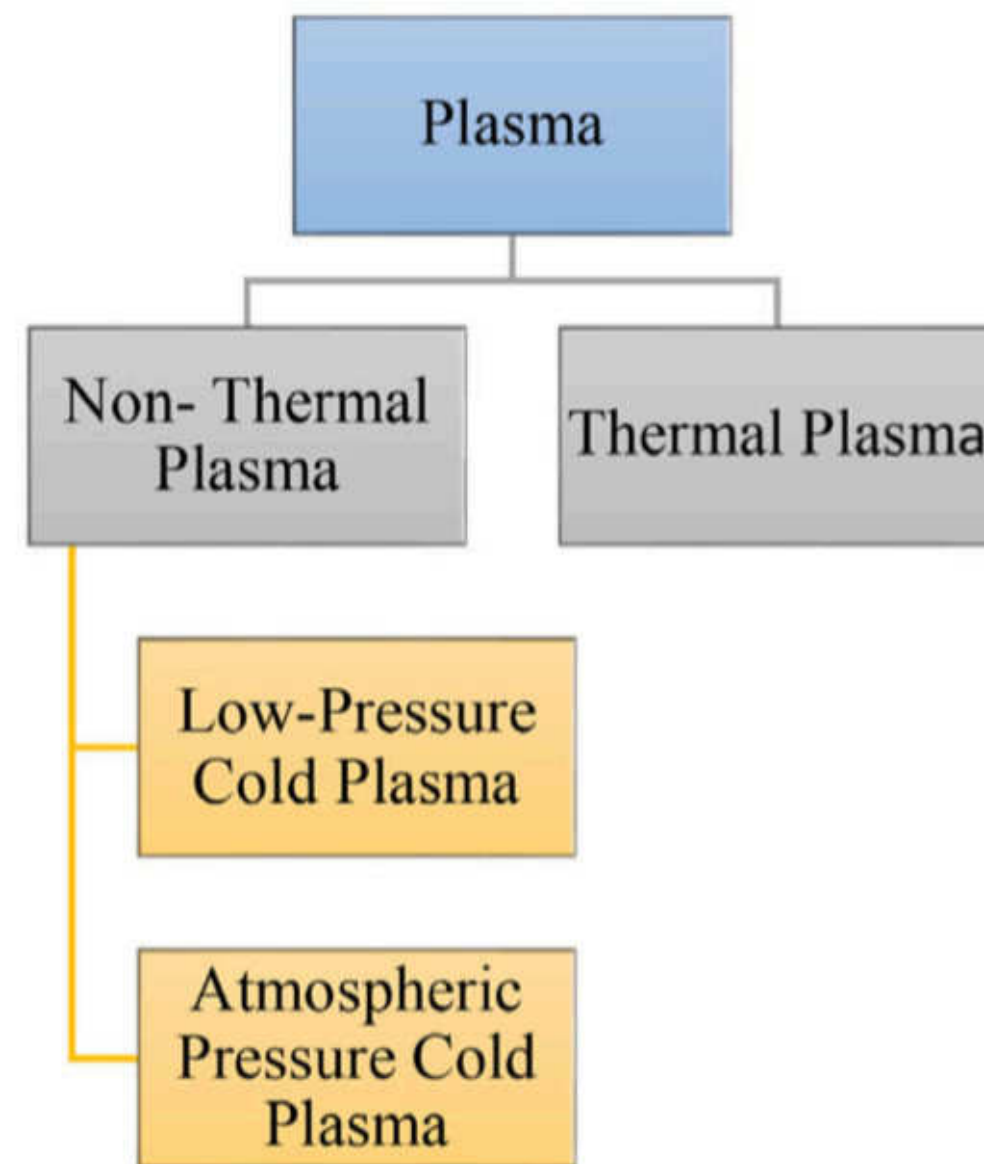 Plasma
Non- Thermal
Plasma
Thermal Plasma
Low-Pressure
Cold Plasma
Atmospheric
Pressure Cold
Plasma